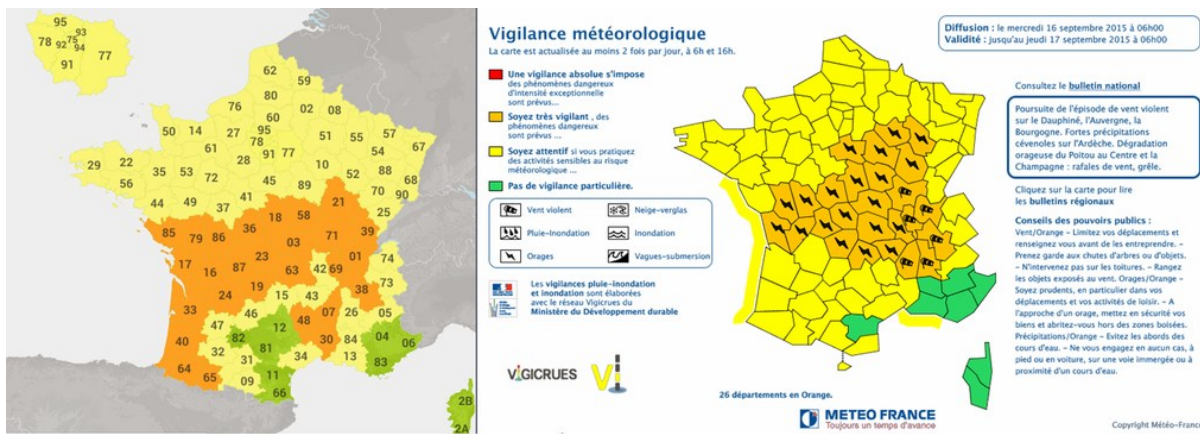 95
93
78 92 75
94
77
91
62
59
80
76
02 08
60
50 14 27 95
78
51 55 57
67
61
91 77
54
29 22
28
10
35 53
72
52 88
68
56
45
89
70
90
44 49
41
37
21
25
18 58
85 79 86 36
71 39
03
17
16
87 23
01
74
42 69
63
73
19
24
15
43
38
33
46
07 26 05
48
47
12
04 06
40
82
30 84
32
81
34
13
83
31
64
65
11
09
66
2B
2A
Vigilance météorologique
La carte est actualisée au moins 2 fois par jour, à 6h et 16h.
Une vigilance absolue s'impose
des phénomènes dangereux
d'intensité exceptionnelle
sont prévus...
Soyez très vigilant , des
phénomènes dangereux
sont prévus ...
Soyez attentif si vous pratiquez
des activités sensibles au risque
météorologique ...
Pas de vigilance particulière.
Vent violent
Neige-verglas
Pluie-Inondation
Inondation
Orages
Vagues-submersion
Les vigilances pluie-inondation
et inondation sont élaborées
avec le réseau Vigicrues du
Ministère du Développement durable
VIGICRUES
26 départements en Orange.
METEO FRANCE
Toujours un temps d'avance
Diffusion : le mercredi 16 septembre 2015 à 06h00
Validité : jusqu'au jeudi 17 septembre 2015 à 06h00
Consultez le bulletin national
Poursuite de l'épisode de vent violent
sur le Dauphiné, l'Auvergne, la
Bourgogne. Fortes précipitations
cévenoles sur l'Ardèche. Dégradation
orageuse du Poitou au Centre et la
Champagne : rafales de vent, grêle.
Cliquez sur la carte pour lire
les bulletins régionaux
Conseils des pouvoirs publics :
Vent/Orange - Limitez vos déplacements et
renseignez vous avant de les entreprendre. -
Prenez garde aux chutes d'arbres ou d'objets.
- N'intervenez pas sur les toitures. - Rangez
les objets exposés au vent. Orages/Orange -
Soyez prudents, en particulier dans vos
déplacements et vos activités de loisir. - A
l'approche d'un orage, mettez en sécurité vos
biens et abritez-vous hors des zones boisées.
Précipitations/Orange - Evitez les abords des
cours d'eau. - Ne vous engagez en aucun cas, à
pied ou en voiture, sur une voie immergée ou à
proximité d'un cours d'eau.
Copyright Météo-France